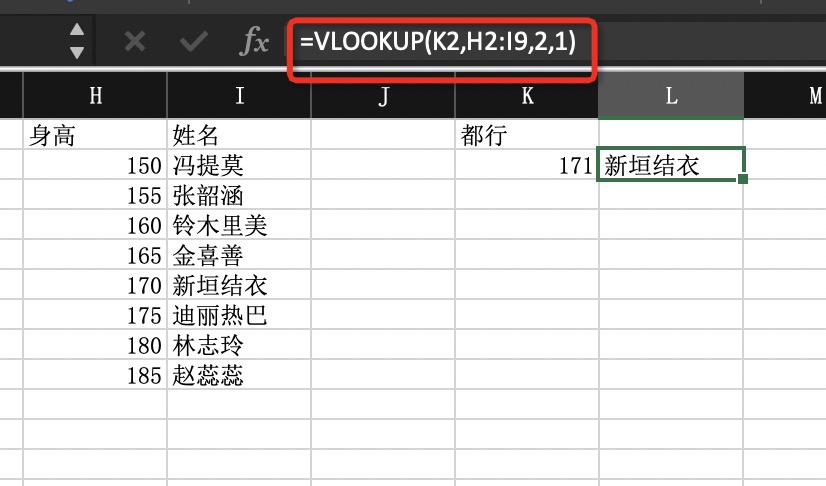 fx =VLOOKUP(K2,H2:I9,2,1)
H I J K L M
身高 姓名 都行
150 冯提莫 171 新垣结衣
155 张韶涵
160 铃木里美
165 金喜善
170 新垣结衣
175 迪丽热巴
180 林志玲
185 赵蕊蕊